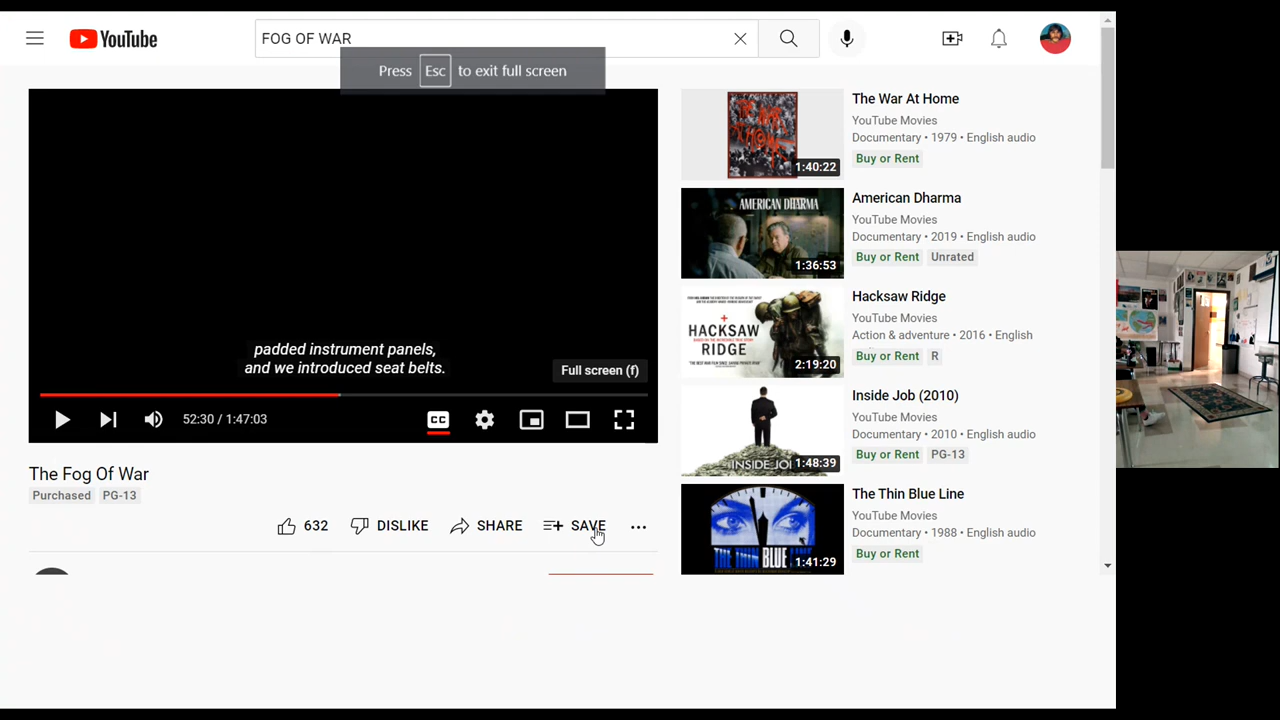 YouTube
FOG OF WAR
Press Esc to exit full screen
padded instrument panels,
and we introduced seat belts.
Full screen (f)
52:30 / 1:47:03
CC
The Fog Of War
Purchased PG-13
632 DISLIKE SHARE SAVE
The War At Home
YouTube Movies
Documentary • 1979 • English audio
Buy or Rent
1:40:22
AMERICAN DHARMA
1:36:53
American Dharma
YouTube Movies
Documentary • 2019 • English audio
Buy or Rent Unrated
HACKSAW
RIDGE
2:19:20
Hacksaw Ridge
YouTube Movies
Action & adventure • 2016 • English
Buy or Rent R
INSIDE JOB
1:48:39
Inside Job (2010)
YouTube Movies
Documentary • 2010 • English audio
Buy or Rent PG-13
THE THIN BLUE LINE
1:41:29
The Thin Blue Line
YouTube Movies
Documentary • 1988 • English audio
Buy or Rent